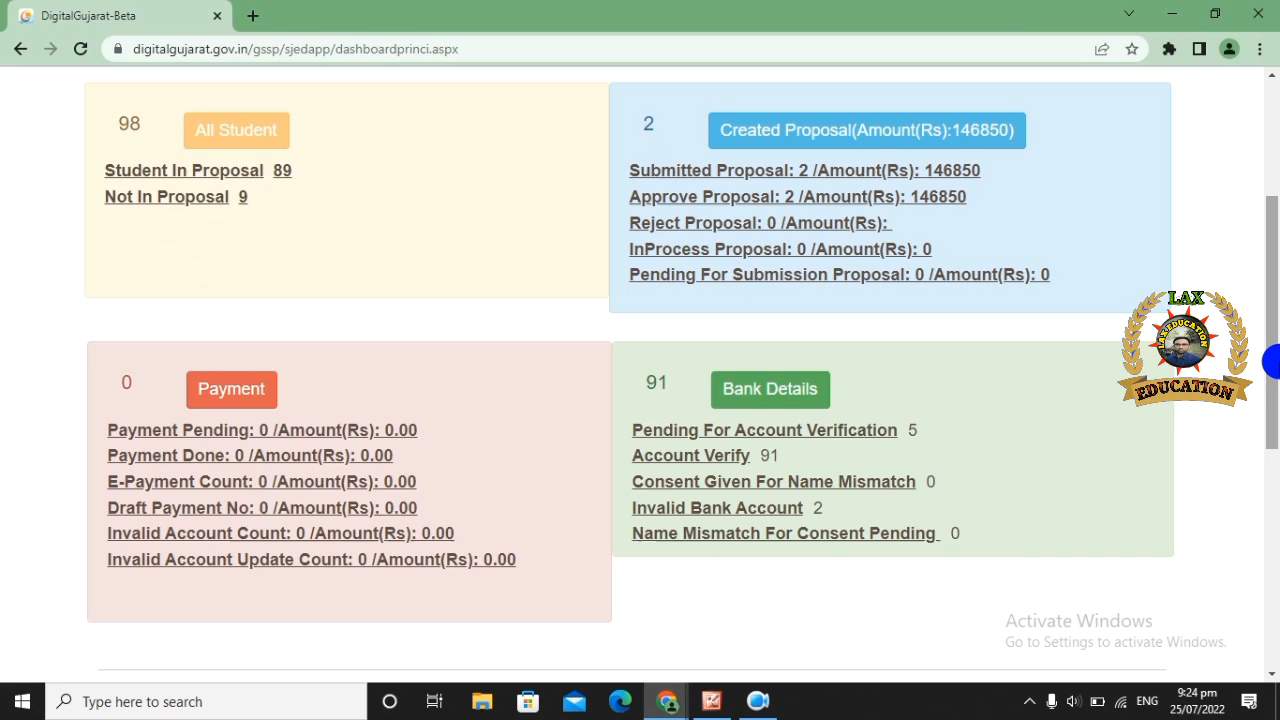 DigitalGujarat-Beta
digitalgujarat.gov.in/gssp/sjedapp/dashboardprinci.aspx
98 All Student
Student In Proposal 89
Not In Proposal 9
2 Created Proposal(Amount(Rs):146850)
Submitted Proposal: 2 /Amount(Rs): 146850
Approve Proposal: 2 /Amount(Rs): 146850
Reject Proposal: 0 /Amount(Rs):
InProcess Proposal: 0 /Amount(Rs): 0
Pending For Submission Proposal: 0 /Amount(Rs): 0
LAX
LAX EDUCATION
EDUCATION
0 Payment
Payment Pending: 0 /Amount(Rs): 0.00
Payment Done: 0 /Amount(Rs): 0.00
E-Payment Count: 0 /Amount(Rs): 0.00
Draft Payment No: 0 /Amount(Rs): 0.00
Invalid Account Count: 0 /Amount(Rs): 0.00
Invalid Account Update Count: 0 /Amount(Rs): 0.00
91 Bank Details
Pending For Account Verification 5
Account Verify 91
Consent Given For Name Mismatch 0
Invalid Bank Account 2
Name Mismatch For Consent Pending 0
Activate Windows
Go to Settings to activate Windows.
Type here to search
ENG
9:24 pm
25/07/2022